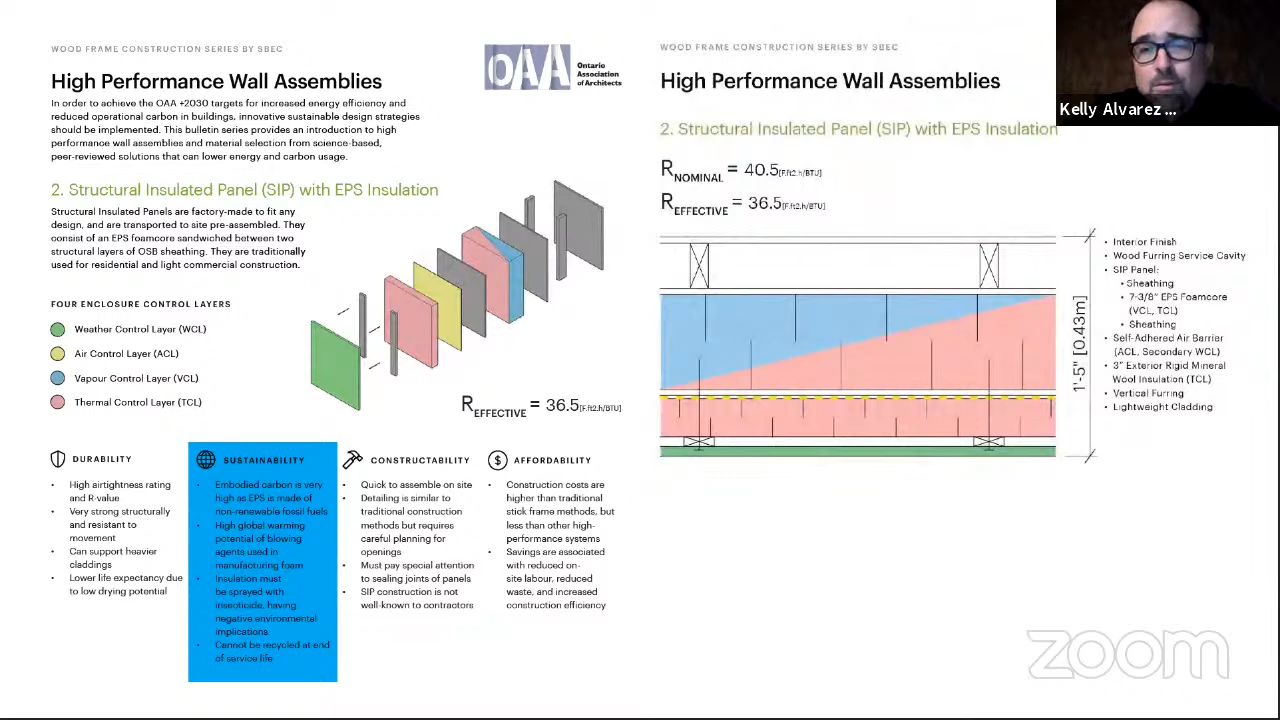 WOOD FRAME CONSTRUCTION SERIES BY SBEC
OAA
Ontario
Association
of Architects
High Performance Wall Assemblies
In order to achieve the OAA +2030 targets for increased energy efficiency and
reduced operational carbon in buildings, innovative sustainable design strategies
should be implemented. This bulletin series provides an introduction to high
performance wall assemblies and material selection from science-based,
peer-reviewed solutions that can lower energy and carbon usage.
2. Structural Insulated Panel (SIP) with EPS Insulation
Structural Insulated Panels are factory-made to fit any
design, and are transported to site pre-assembled. They
consist of an EPS foamcore sandwiched between two
structural layers of OSB sheathing. They are traditionally
used for residential and light commercial construction.
FOUR ENCLOSURE CONTROL LAYERS
Weather Control Layer (WCL)
Air Control Layer (ACL)
Vapour Control Layer (VCL)
Thermal Control Layer (TCL)
REFFECTIVE = 36.5[F.ft2.h/BTU]
DURABILITY
• High airtightness rating
and R-value
• Very strong structurally
and resistant to
movement
• Can support heavier
claddings
• Lower life expectancy due
to low drying potential
SUSTAINABILITY
• Embodied carbon is very
high as EPS is made of
non-renewable fossil fuels
• High global warming
potential of blowing
agents used in
manufacturing foam
• Insulation must
be sprayed with
insecticide, having
negative environmental
implications
• Cannot be recycled at end
of service life
CONSTRUCTABILITY
• Quick to assemble on site
• Detailing is similar to
traditional construction
methods but requires
careful planning for
openings
• Must pay special attention
to sealing joints of panels
• SIP construction is not
well-known to contractors
$ AFFORDABILITY
• Construction costs are
higher than traditional
stick frame methods, but
less than other high-
performance systems
• Savings are associated
with reduced on-
site labour, reduced
waste, and increased
construction efficiency
WOOD FRAME CONSTRUCTION SERIES BY SBEC
High Performance Wall Assemblies
2. Structural Insulated Panel (SIP) with EPS Insulation
RNOMINAL = 40.5[F.ft2.h/BTU]
REFFECTIVE = 36.5[F.ft2.h/BTU]
1'-5" [0.43m]
• Interior Finish
• Wood Furring Service Cavity
• SIP Panel:
• Sheathing
• 7-3/8" EPS Foamcore
(VCL, TCL)
• Sheathing
• Self-Adhered Air Barrier
(ACL, Secondary WCL)
• 3" Exterior Rigid Mineral
Wool Insulation (TCL)
• Vertical Furring
• Lightweight Cladding
Kelly Alvarez ...
zoom